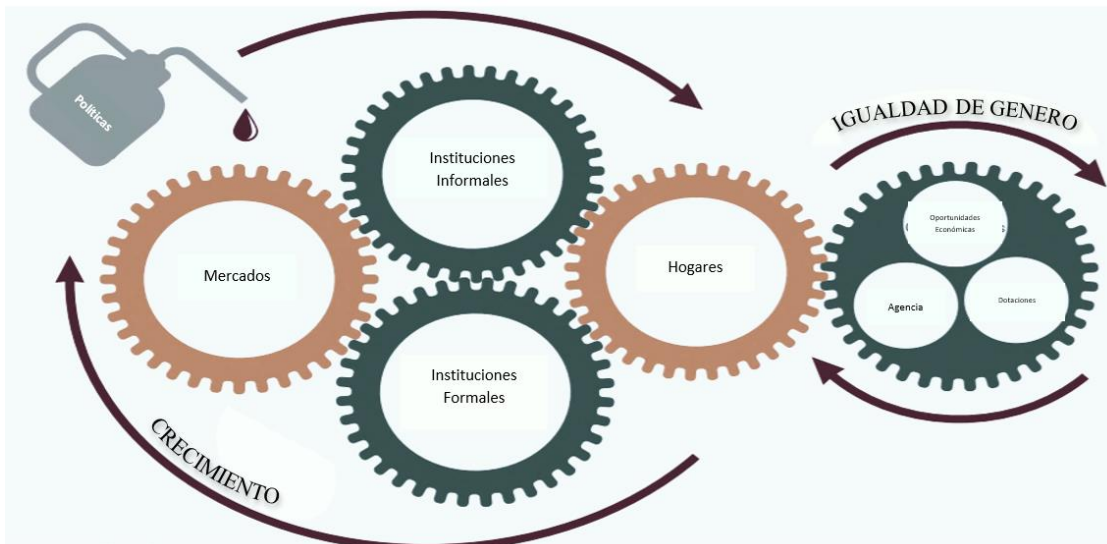 Políticas
Instituciones
Informales
IGUALDAD DE GENERO
Mercados
Hogares
Oportunidades
Económicas
Agencia
Dotaciones
Instituciones
Formales
CRECIMIENTO